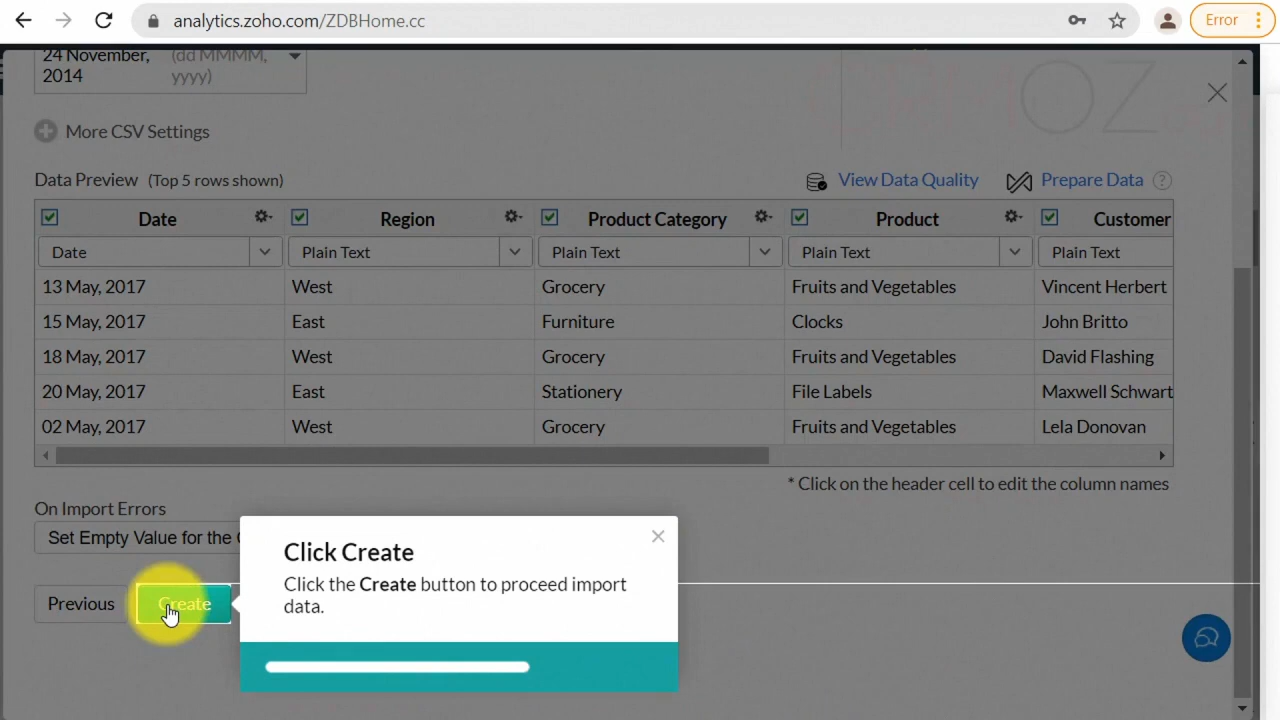 analytics.zoho.com/ZDBHome.cc
Error
24 November, 2014 (dd MMMM, yyyy)
More CSV Settings
Data Preview (Top 5 rows shown) View Data Quality Prepare Data ?
Date Region Product Category Product Customer
Date Plain Text Plain Text Plain Text Plain Text
13 May, 2017 West Grocery Fruits and Vegetables Vincent Herbert
15 May, 2017 East Furniture Clocks John Britto
18 May, 2017 West Grocery Fruits and Vegetables David Flashing
20 May, 2017 East Stationery File Labels Maxwell Schwart
02 May, 2017 West Grocery Fruits and Vegetables Lela Donovan
* Click on the header cell to edit the column names
On Import Errors
Set Empty Value for the
Click Create
Click the Create button to proceed import
data.
Previous Create